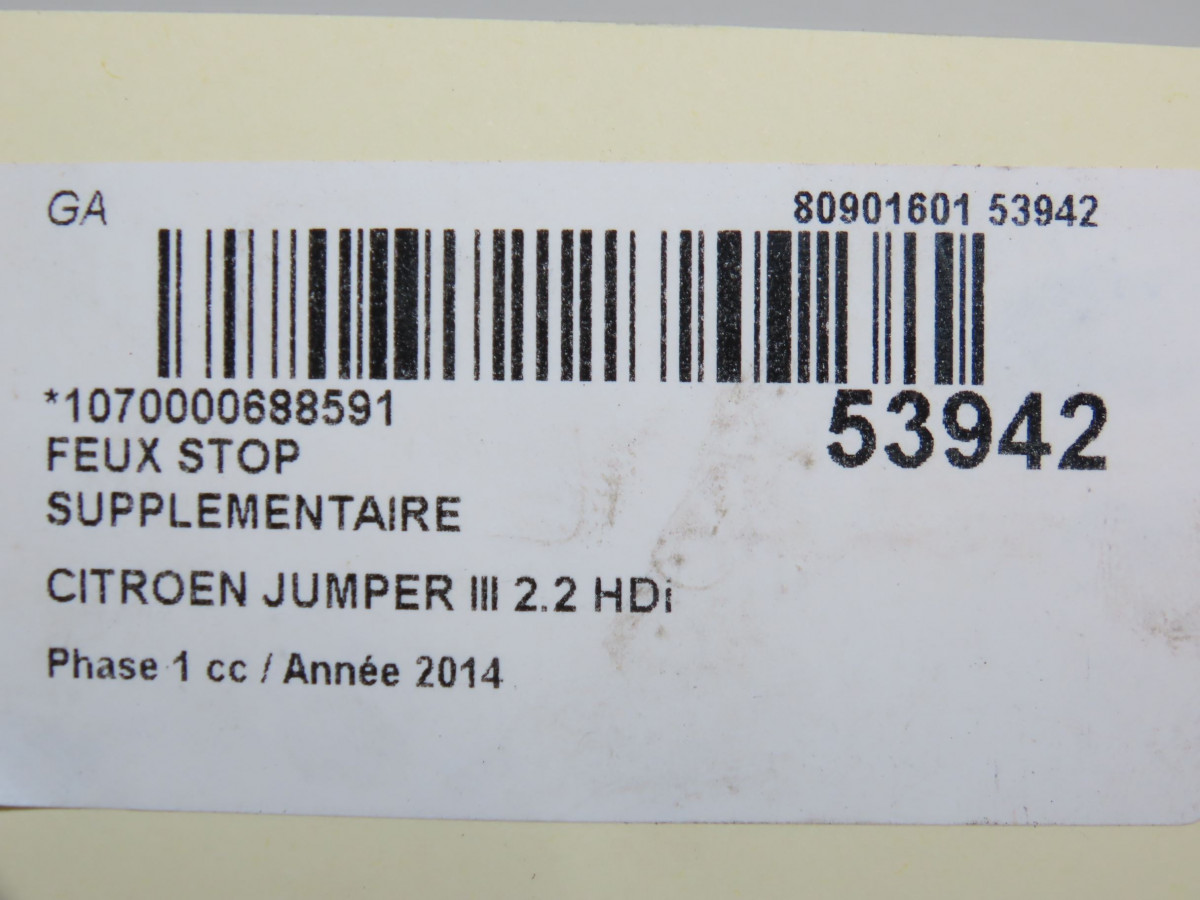 GA
80901601 53942
*1070000688591
53942
FEUX STOP
SUPPLEMENTAIRE
CITROEN JUMPER III 2.2 HDi
Phase 1 cc / Année 2014